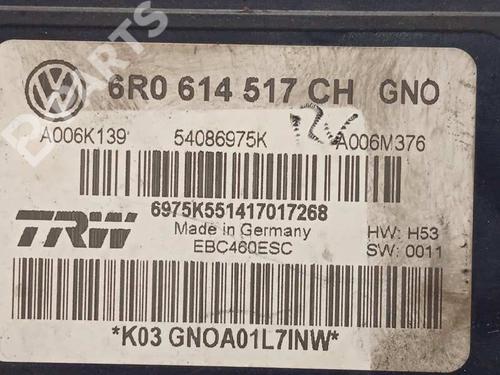 6R0 614 517 CH GNO
A006K139 54086975K A006M376
6975K551417017268
TRW Made in Germany HW: H53
EBC460ESC SW: 0011
*K03 GNOA01L7INW*